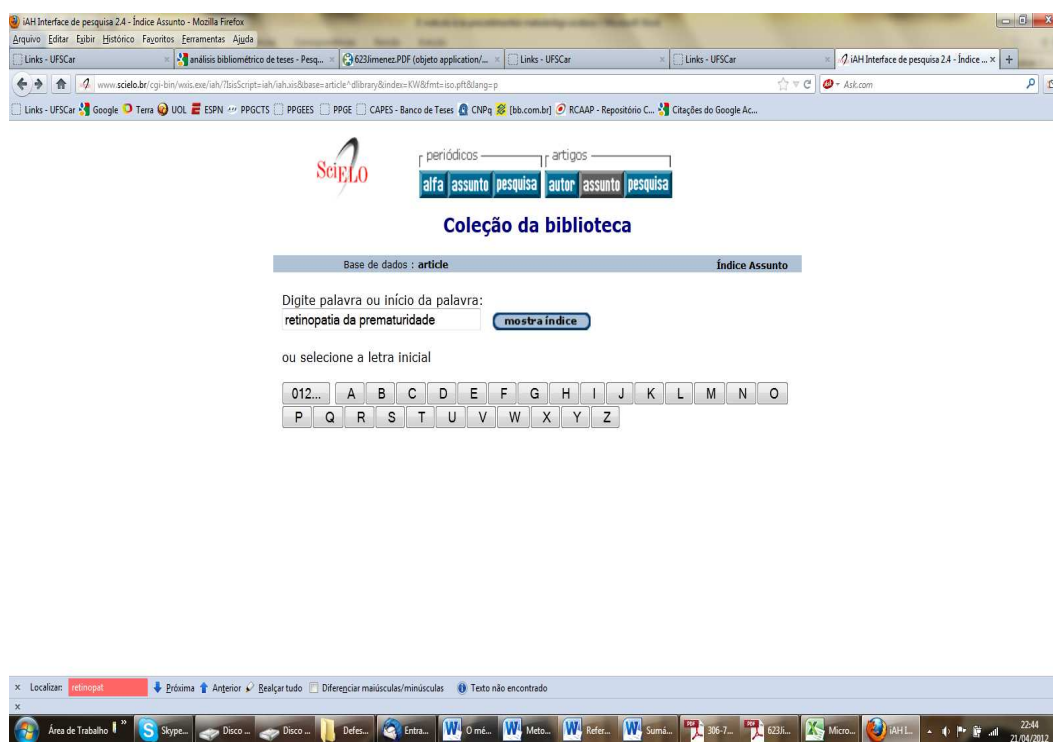 iAH Interface de pesquisa 2.4 - Índice Assunto - Mozilla Firefox
Arquivo Editar Exibir Histórico Favoritos Ferramentas Ajuda
Links - UFSCar × análisis bibliométrico de teses - Pesq... × 623Jimenez.PDF (objeto application/... × Links - UFSCar × Links - UFSCar × iAH Interface de pesquisa 2.4 - Índice ... × +
www.scielo.br/cgi-bin/wxis.exe/iah/?IsisScript=iah/iah.xis&base=article^dlibrary&index=KW&fmt=iso.pft&lang=p Ask.com
Links - UFSCar Google Terra UOL ESPN PPGCTS PPGEES PPGE CAPES - Banco de Teses CNPq [bb.com.br] RCAAP - Repositório C... Citações do Google Ac...
SciELO
periódicos artigos
alfa assunto pesquisa autor assunto pesquisa
Coleção da biblioteca
Base de dados : article Índice Assunto
Digite palavra ou início da palavra:
retinopatia da prematuridade mostra índice
ou selecione a letra inicial
012... A B C D E F G H I J K L M N O
P Q R S T U V W X Y Z
× Localizar: retinopat Próxima Anterior Realçar tudo Diferenciar maiúsculas/minúsculas Texto não encontrado
×
Área de Trabalho » Skype... Disco ... Disco ... Defes... Entra... O mé... Meto... Refer... Sumá... 306-7... 623Ji... Micro... iAH I... 22:44
21/04/2012